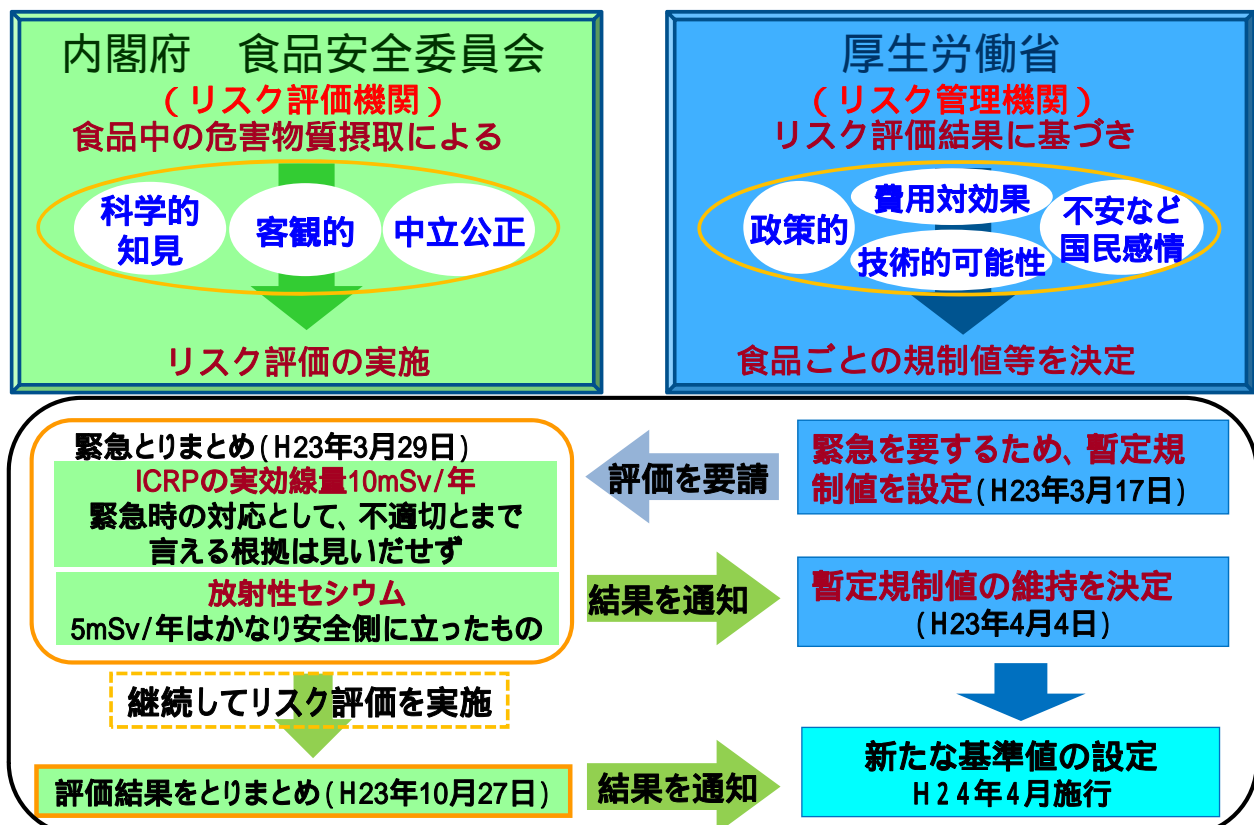 内閣府　食品安全委員会
(リスク評価機関)
食品中の危害物質摂取による
科学的
知見
客観的
中立公正
リスク評価の実施
厚生労働省
(リスク管理機関)
リスク評価結果に基づき
政策的
費用対効果
技術的可能性
不安など
国民感情
食品ごとの規制値等を決定
緊急を要するため、暫定規
制値を設定(H23年3月17日)
評価を要請
緊急とりまとめ(H23年3月29日)
ICRPの実効線量10mSv/年
緊急時の対応として、不適切とまで
言える根拠は見いだせず
放射性セシウム
5mSv/年はかなり安全側に立ったもの
結果を通知
暫定規制値の維持を決定
(H23年4月4日)
継続してリスク評価を実施
評価結果をとりまとめ(H23年10月27日)
結果を通知
新たな基準値の設定
H24年4月施行